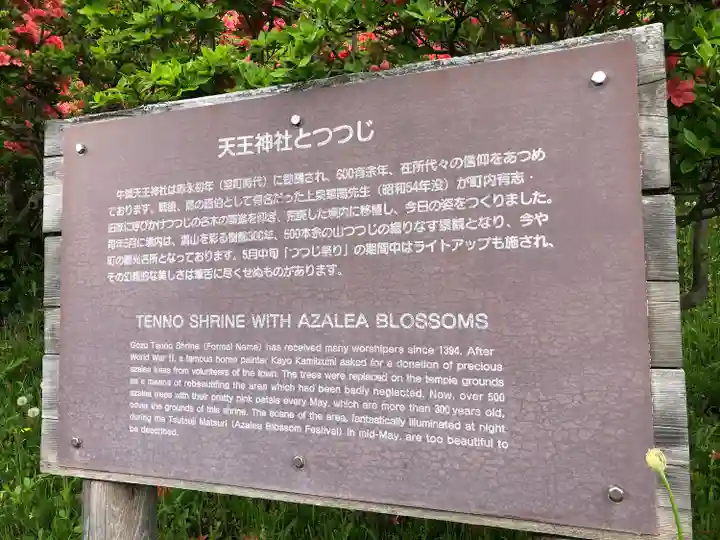 天王神社とつつじ
牛頭天王神社は応永初年（室町時代）に勧請され、600有余年、在所代々の信仰をあつめ
ております。戦後、馬の画伯として有名だった上泉華陽先生（昭和54年没）が町内有志・
旧家に呼びかけつつじの名木の寄進を仰ぎ、荒廃した境内に移植し、今日の姿をつくりました。
毎年5月に境内は、満山を彩る樹齢300年、600本余の山つつじの織りなす景観となり、今や
町の観光名所となっております。5月中旬「つつじ祭り」の期間中はライトアップも施され、
その幻想的な美しさは筆舌に尽くせぬものがあります。
TENNO SHRINE WITH AZALEA BLOSSOMS
Gozu Tenno Shrine (Formal Name) has received many worshipers since 1394. After
World War II, a famous horse painter Kayo Kamiizumi asked for a donation of precious
azalea trees from volunteers of the town. The trees were replaced on the temple grounds
as a means of rebeautifing the area which had been badly neglected. Now, over 500
azalea trees with their pretty pink petals every May, which are more than 300 years old,
cover the grounds of this shrine. The scene of the area, fantastically illuminated at night
during the Tsutsuji Matsuri (Azalea Blossom Festival) in mid-May, are too beautiful to
be described.